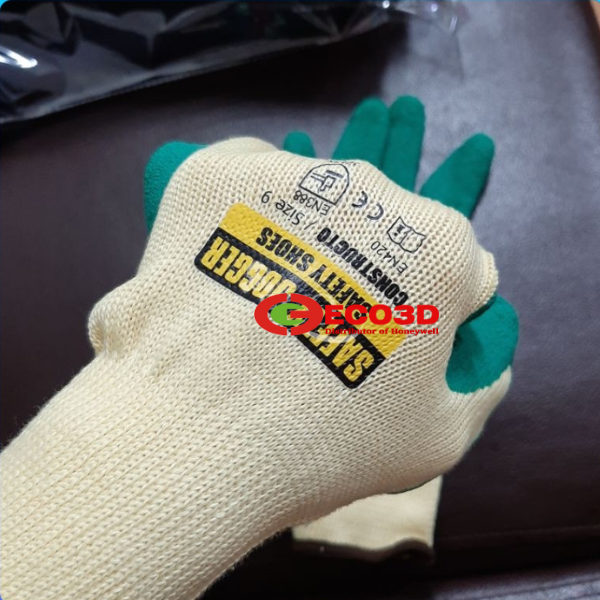 SAFETY JOGGER
SAFETY SHOES
CONSTRUCTO / SIZE 9
EN420
CE
EN388
ECO3D
Distributor of Honeywell